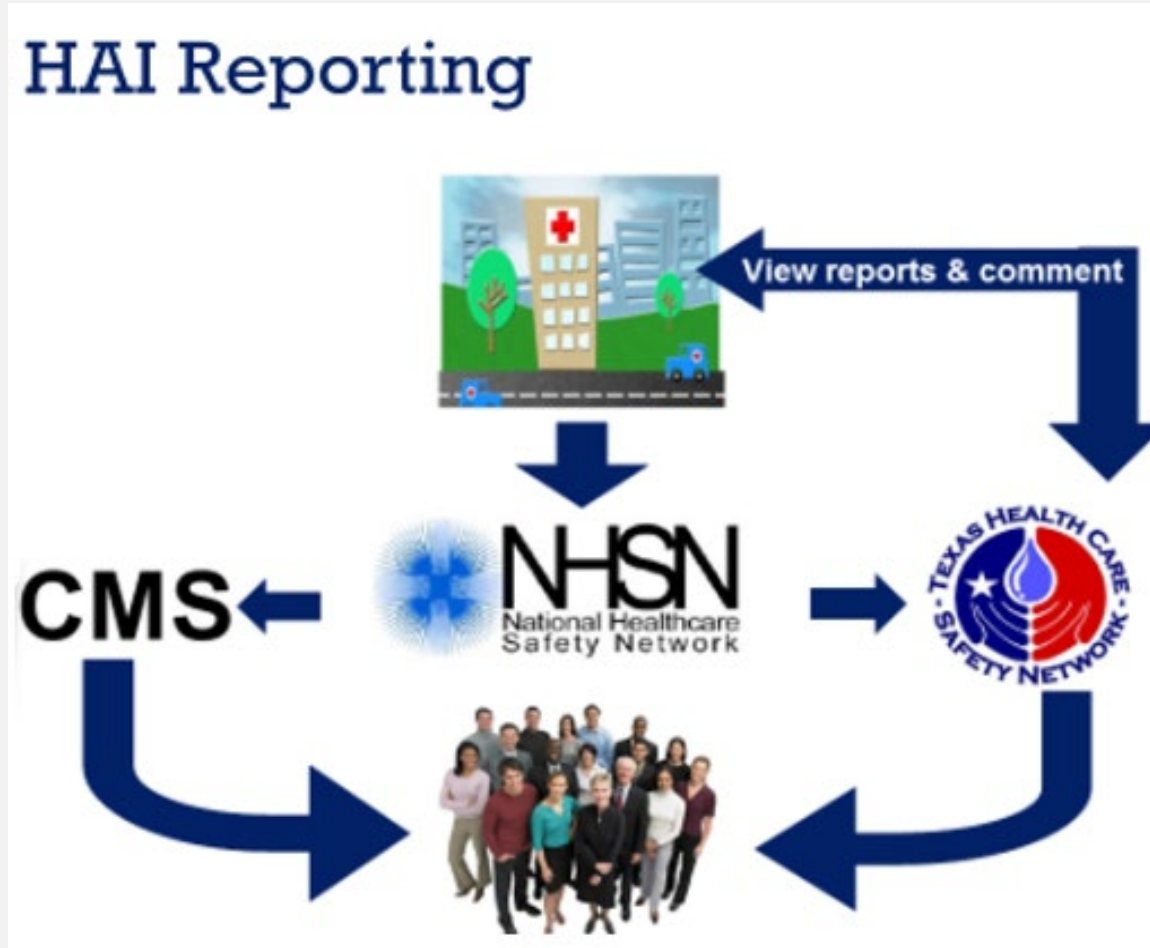 HAI Reporting
View reports & comment
CMS
NHSN
National Healthcare
Safety Network
TEXAS HEALTH CARE
- SAFETY NETWORK -